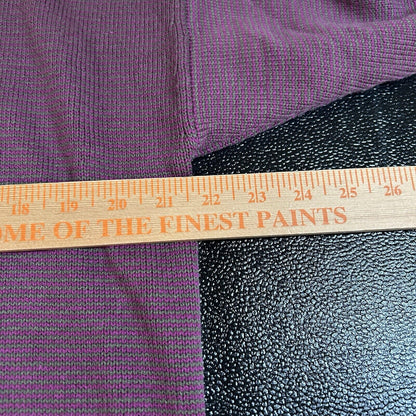 18 19 20 21 22 23 24 25 26
OME OF THE FINEST PAINTS